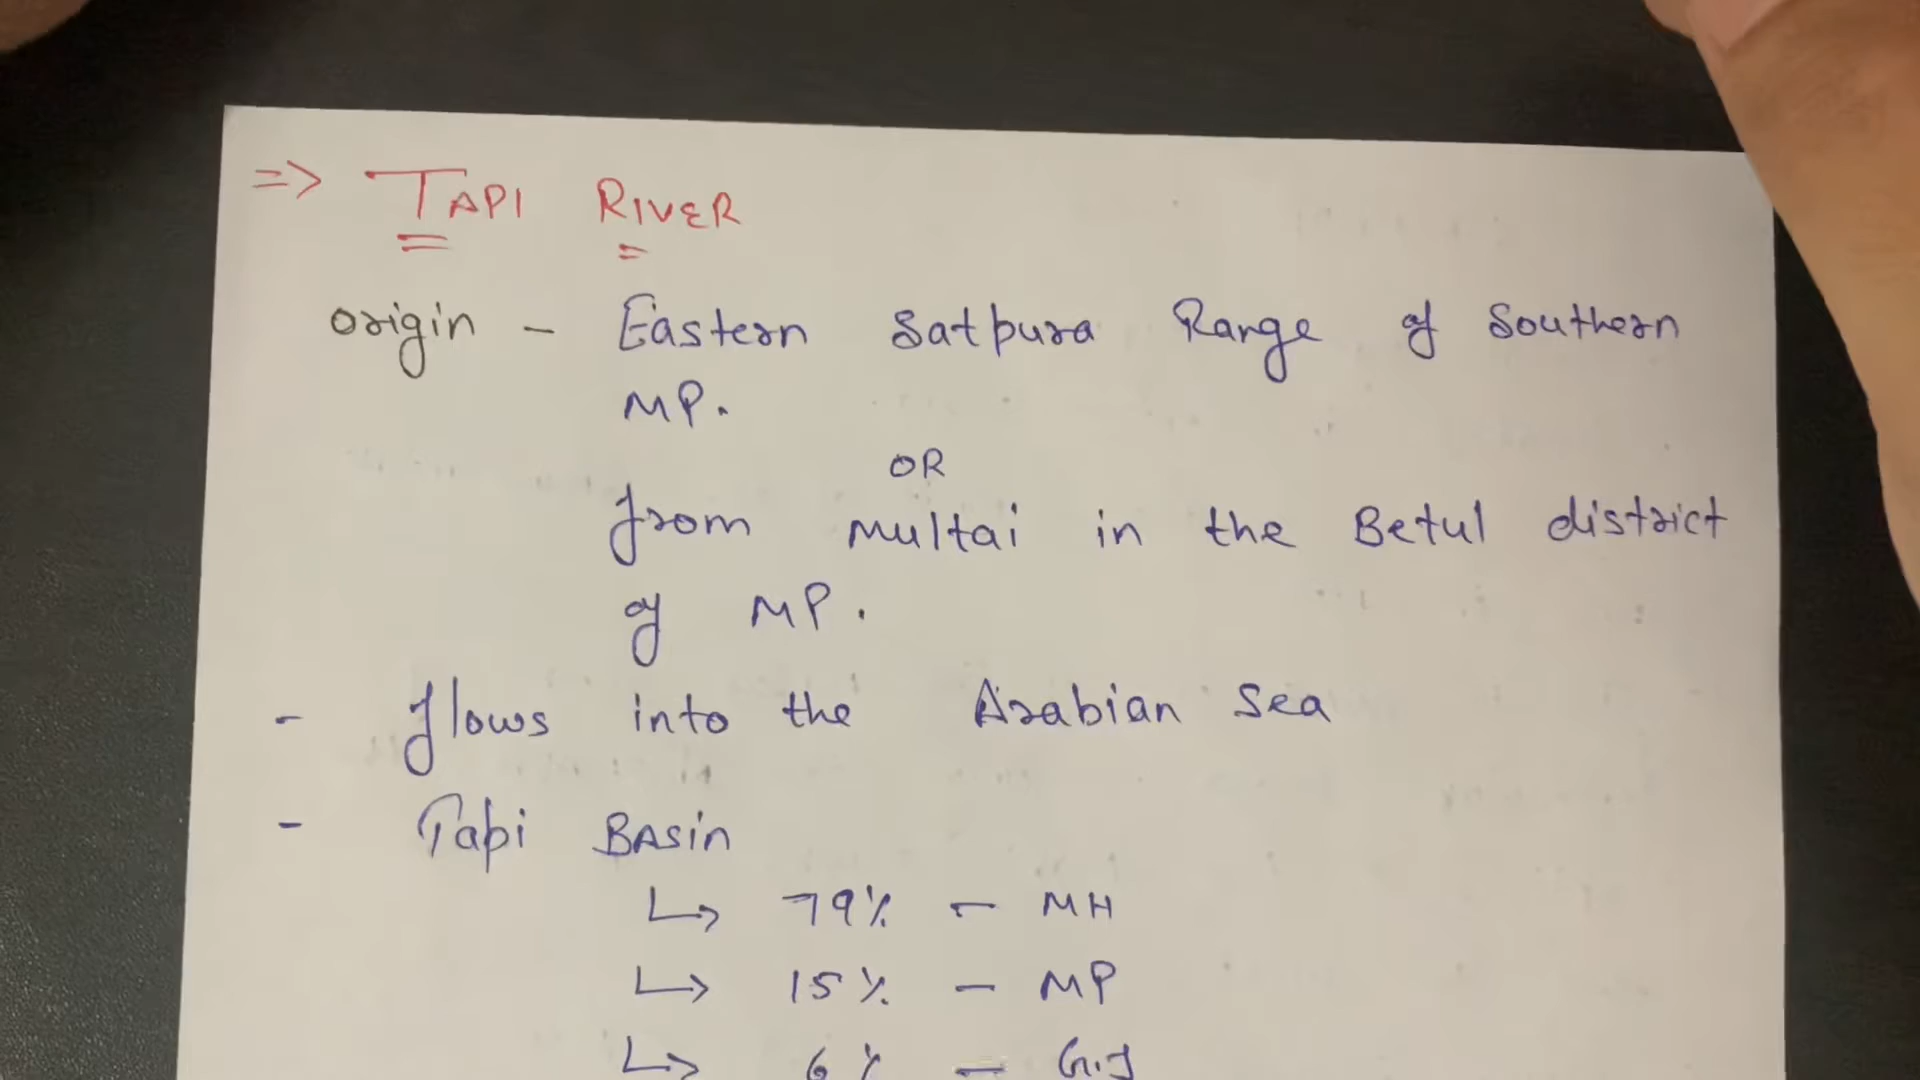 => TAPI RIVER
origin - Eastern Satpura Range of Southern
MP.
OR
from Multai in the Betul district
of MP.
- flows into the Arabian Sea
- Tapi BASin
↳ 79% - MH
↳ 15% - MP
↳ 6% - GJ